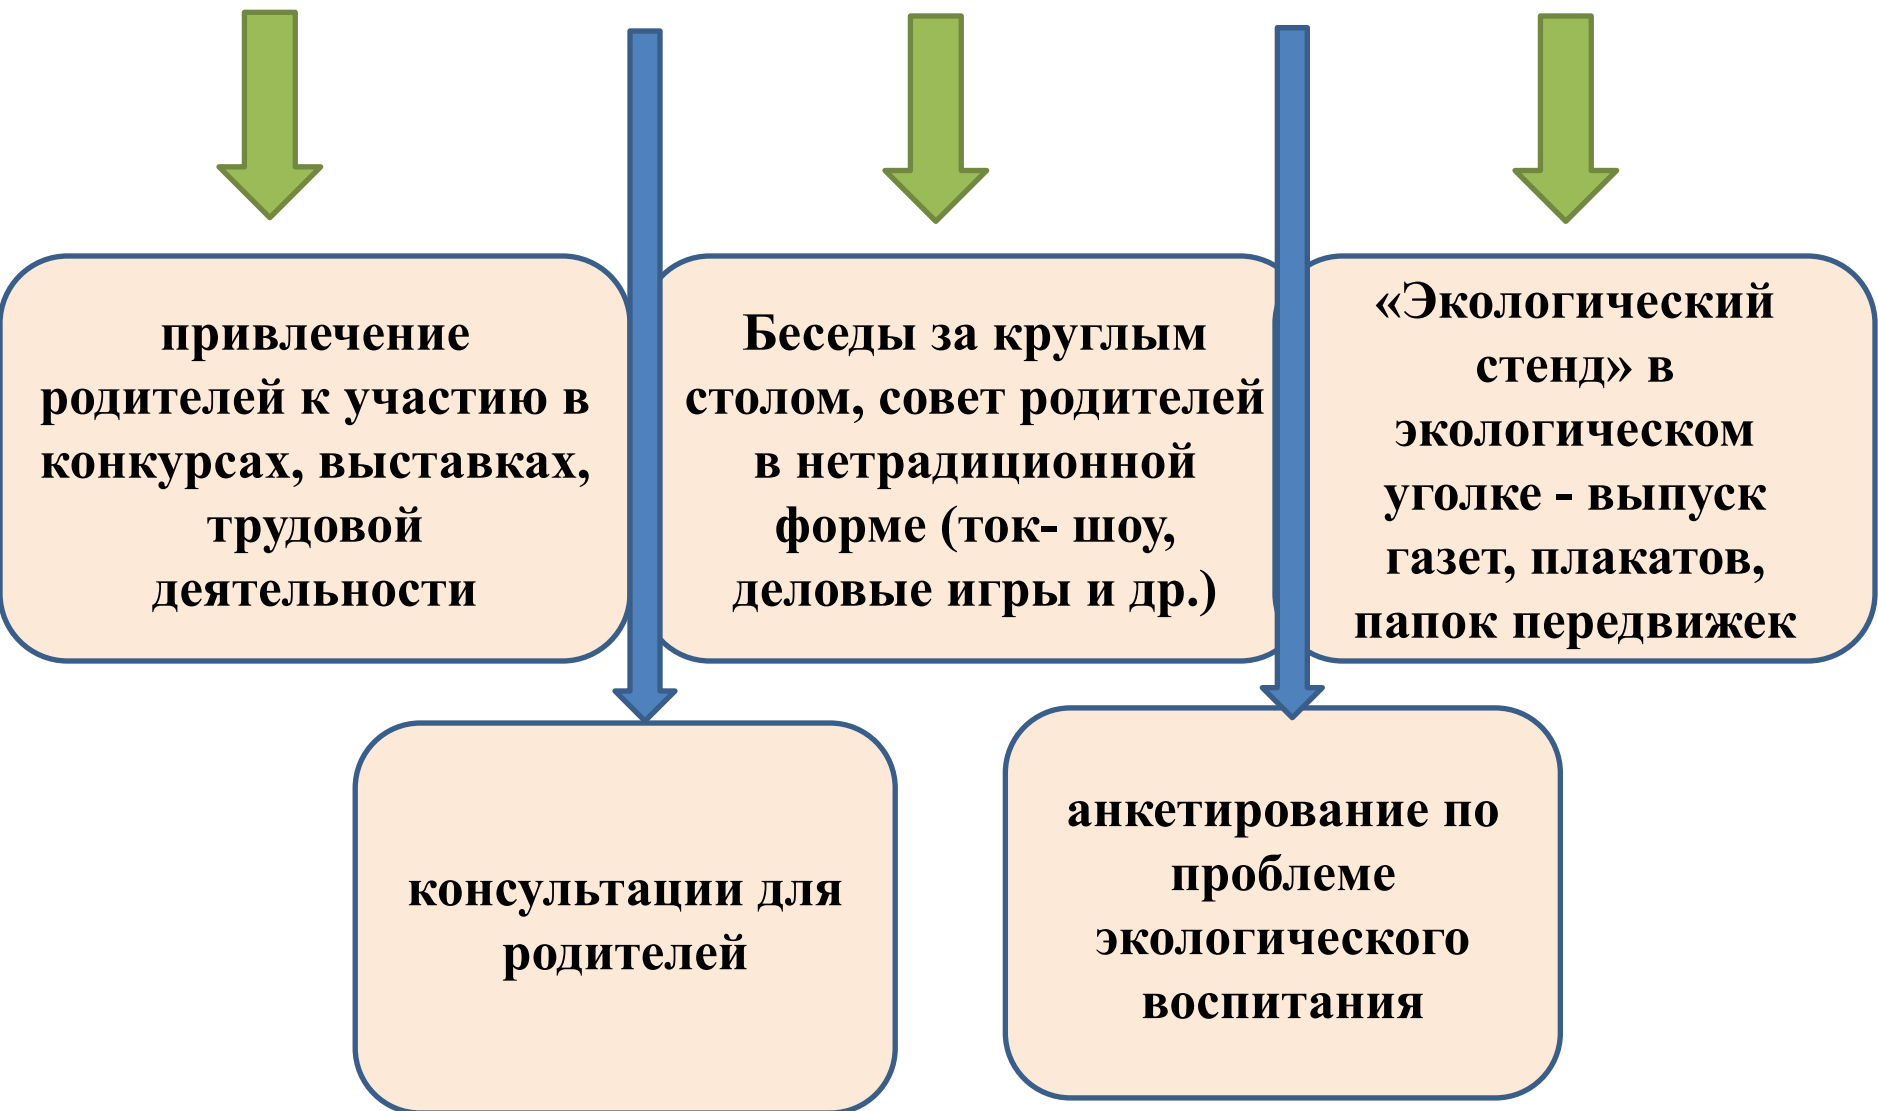 привлечение
родителей к участию в
конкурсах, выставках,
трудовой
деятельности
Беседы за круглым
столом, совет родителей
в нетрадиционной
форме (ток- шоу,
деловые игры и др.)
«Экологический
стенд» в
экологическом
уголке - выпуск
газет, плакатов,
папок передвижек
консультации для
родителей
анкетирование по
проблеме
экологического
воспитания